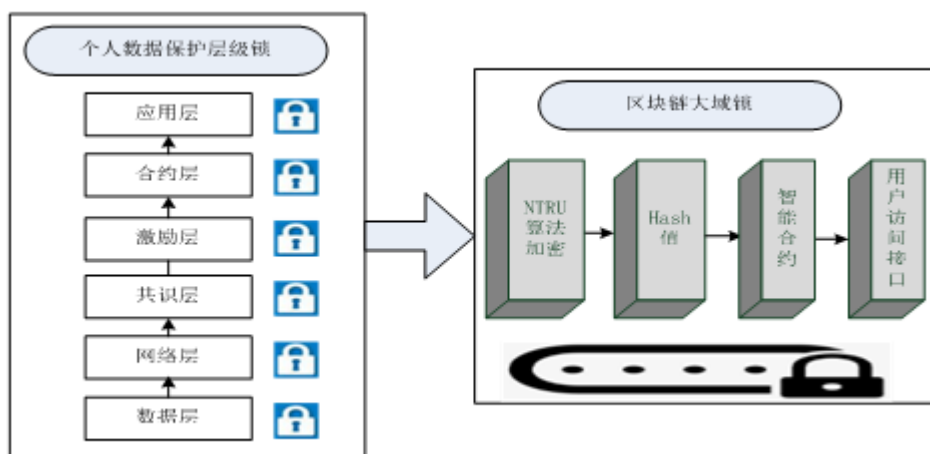 个人数据保护层级锁
应用层
合约层
激励层
共识层
网络层
数据层
区块链大域锁
NTRU
算法
加密
Hash
值
智能合约
用户访问接口